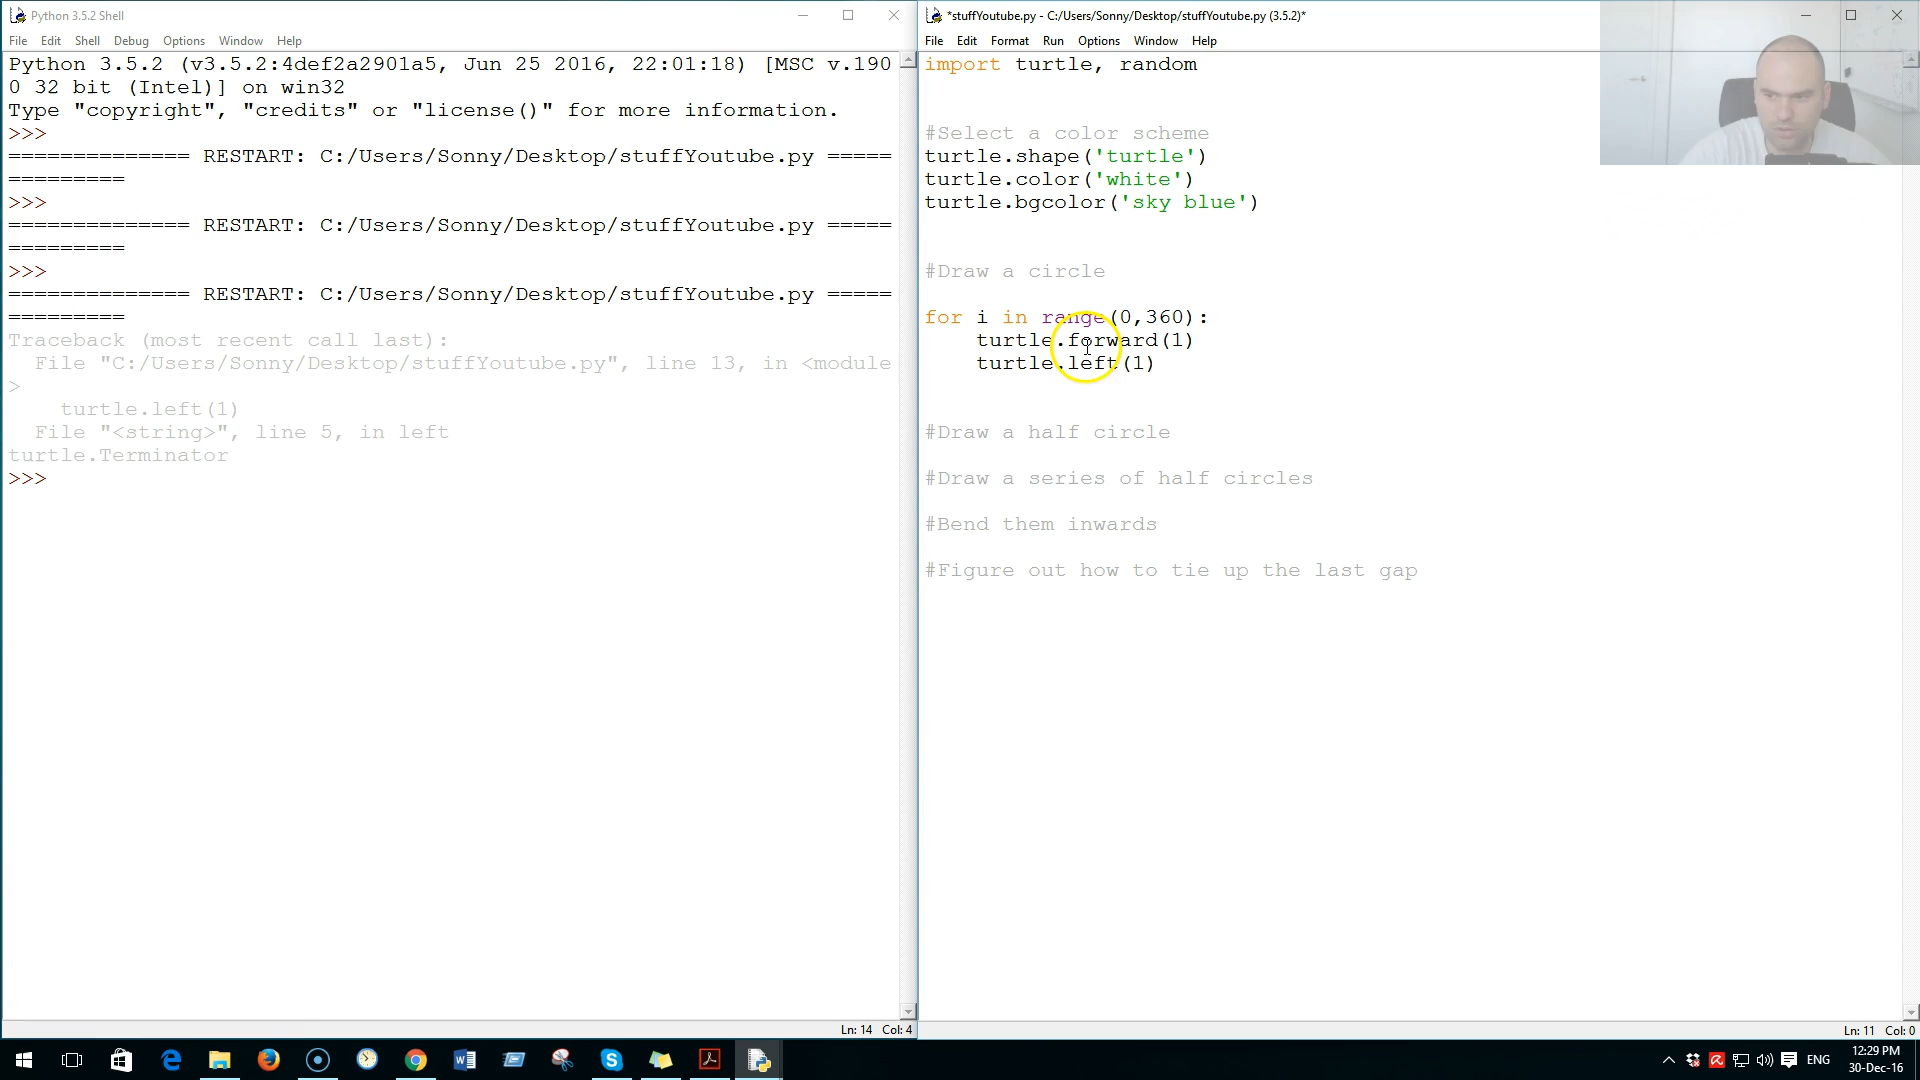 Python 3.5.2 Shell
File Edit Shell Debug Options Window Help
Python 3.5.2 (v3.5.2:4def2a2901a5, Jun 25 2016, 22:01:18) [MSC v.190
0 32 bit (Intel)] on win32
Type "copyright", "credits" or "license()" for more information.
>>>
============== RESTART: C:/Users/Sonny/Desktop/stuffYoutube.py =====
=========
>>>
============== RESTART: C:/Users/Sonny/Desktop/stuffYoutube.py =====
=========
>>>
============== RESTART: C:/Users/Sonny/Desktop/stuffYoutube.py =====
=========
Traceback (most recent call last):
  File "C:/Users/Sonny/Desktop/stuffYoutube.py", line 13, in <module
>
    turtle.left(1)
  File "<string>", line 5, in left
turtle.Terminator
>>>
Ln: 14 Col: 4
*stuffYoutube.py - C:/Users/Sonny/Desktop/stuffYoutube.py (3.5.2)*
File Edit Format Run Options Window Help
import turtle, random
#Select a color scheme
turtle.shape('turtle')
turtle.color('white')
turtle.bgcolor('sky blue')
#Draw a circle
for i in range(0,360):
    turtle.forward(1)
    turtle.left(1)
#Draw a half circle
#Draw a series of half circles
#Bend them inwards
#Figure out how to tie up the last gap
Ln: 11 Col: 0
ENG
12:29 PM
30-Dec-16